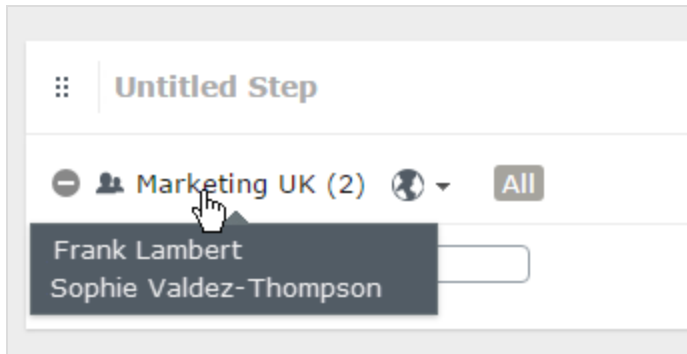 Untitled Step
Marketing UK (2) All
Frank Lambert
Sophie Valdez-Thompson